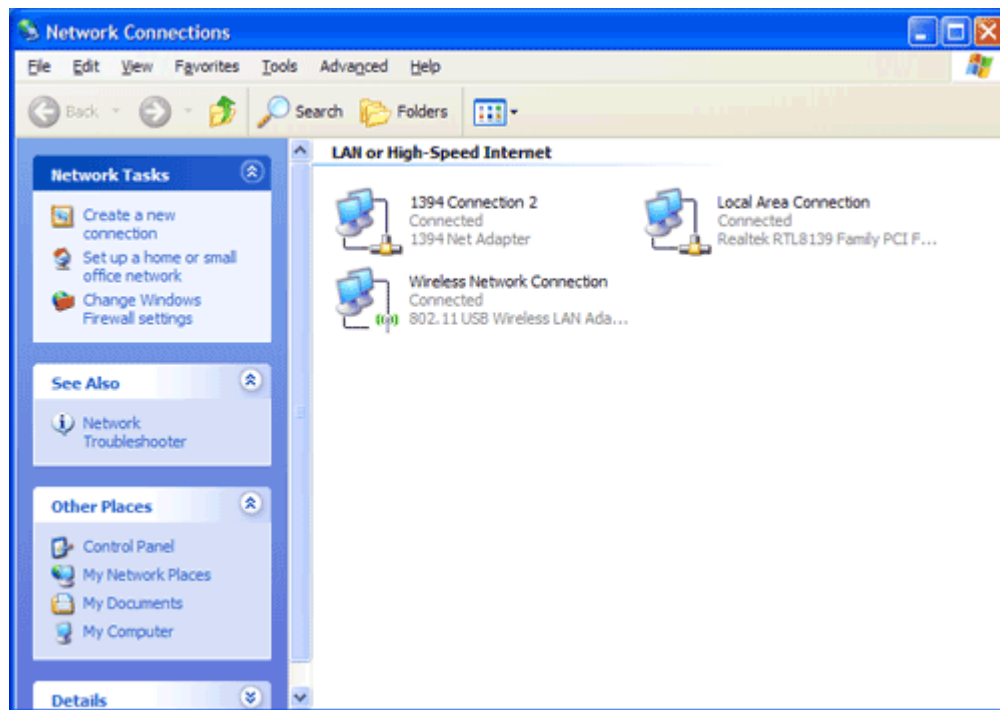 Network Connections
File Edit View Favorites Tools Advanced Help
Back Search Folders
Network Tasks
Create a new
connection
Set up a home or small
office network
Change Windows
Firewall settings
See Also
Network
Troubleshooter
Other Places
Control Panel
My Network Places
My Documents
My Computer
Details
LAN or High-Speed Internet
1394 Connection 2
Connected
1394 Net Adapter
Local Area Connection
Connected
Realtek RTL8139 Family PCI F...
Wireless Network Connection
Connected
802.11 USB Wireless LAN Ada...